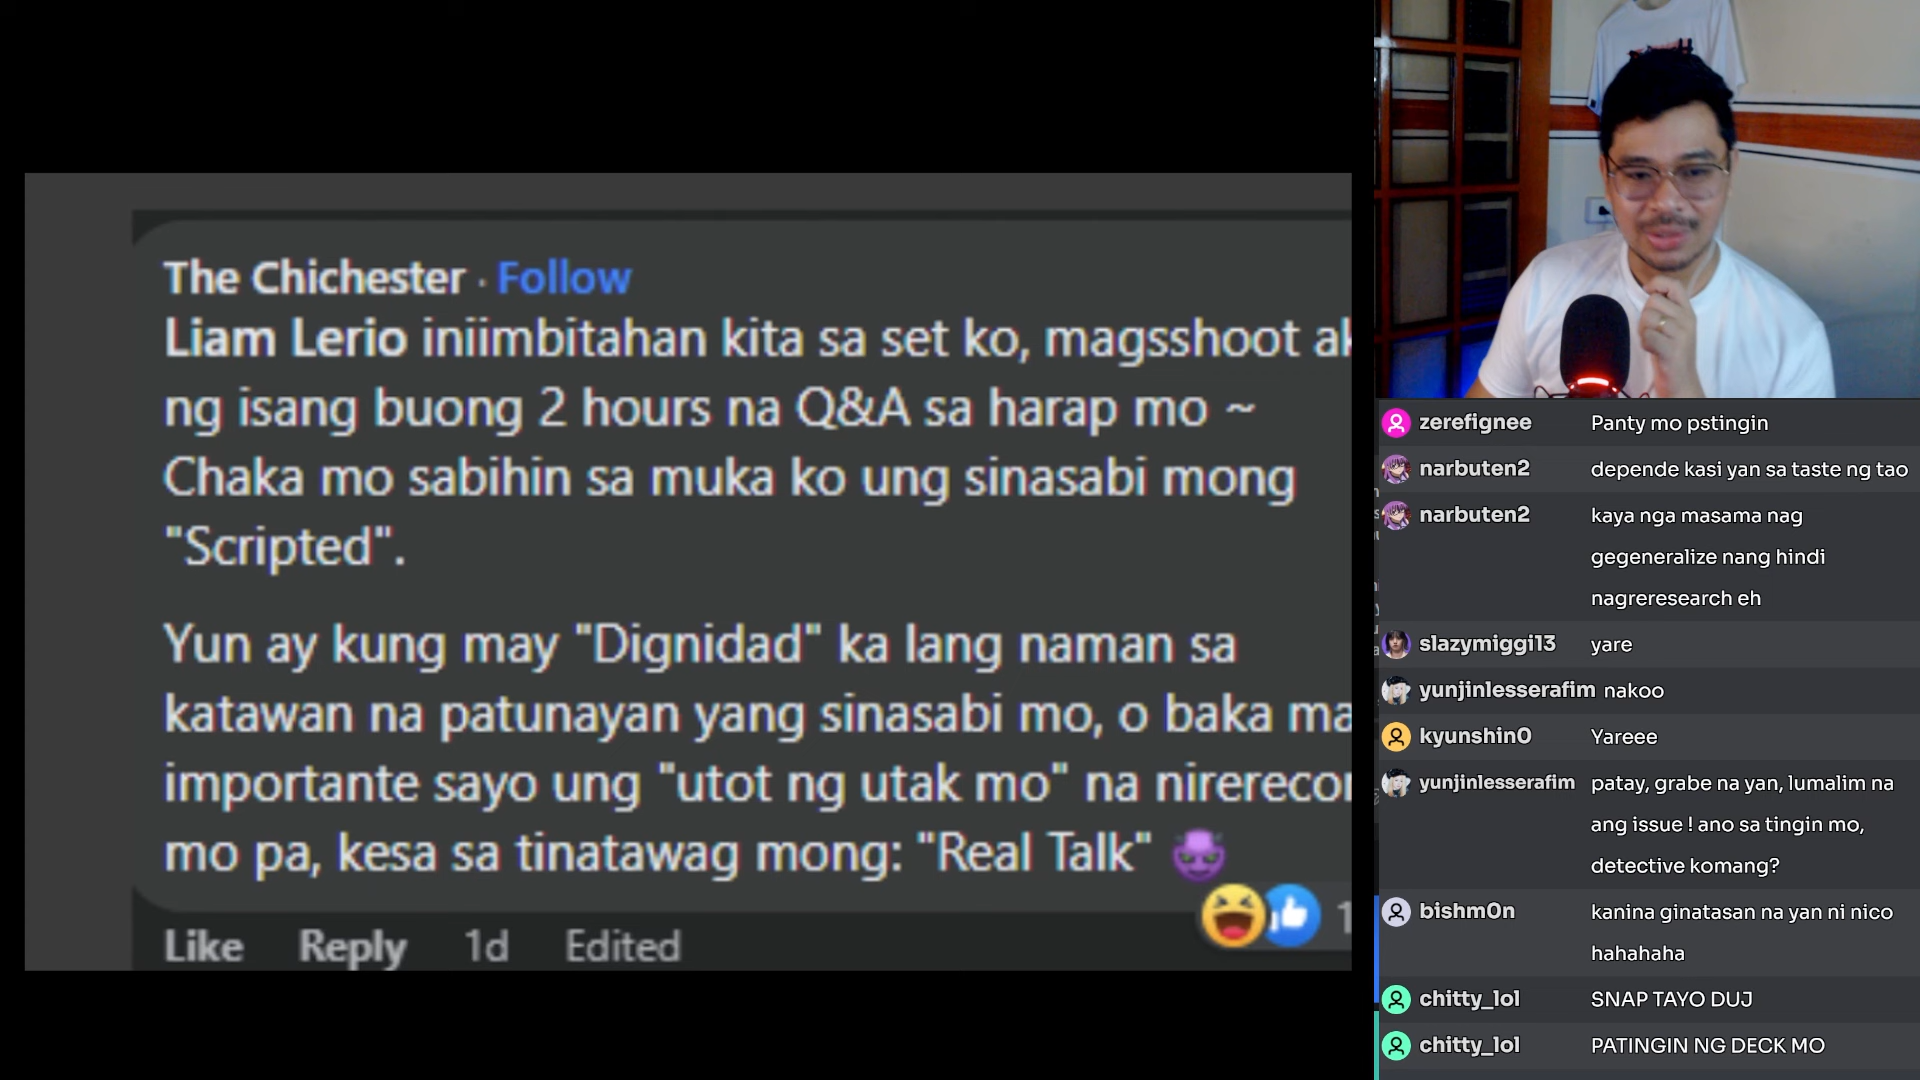 The Chichester · Follow
Liam Lerio iniimbitahan kita sa set ko, magsshoot
ng isang buong 2 hours na Q&A sa harap mo ~
Chaka mo sabihin sa muka ko ung sinasabi mong
"Scripted".
Yun ay kung may "Dignidad" ka lang naman sa
katawan na patunayan yang sinasabi mo, o baka
importante sayo ung "utot ng utak mo" na
mo pa, kesa sa tinatawag mong: "Real Talk" 😈
Like Reply 1d Edited
zerefignee Panty mo pstingin
narbuten2 depende kasi yan sa taste ng tao
narbuten2 kaya nga masama nag
gegeneralize nang hindi
nagreresearch eh
slazymiggi13 yare
yunjinlesserafim nakoo
kyunshin0 Yareee
yunjinlesserafim patay, grabe na yan, lumalim na
ang issue ! ano sa tingin mo,
detective komang?
bishm0n kanina ginatasan na yan ni nico
hahahaha
chitty_lol SNAP TAYO DUJ
chitty_lol PATINGIN NG DECK MO